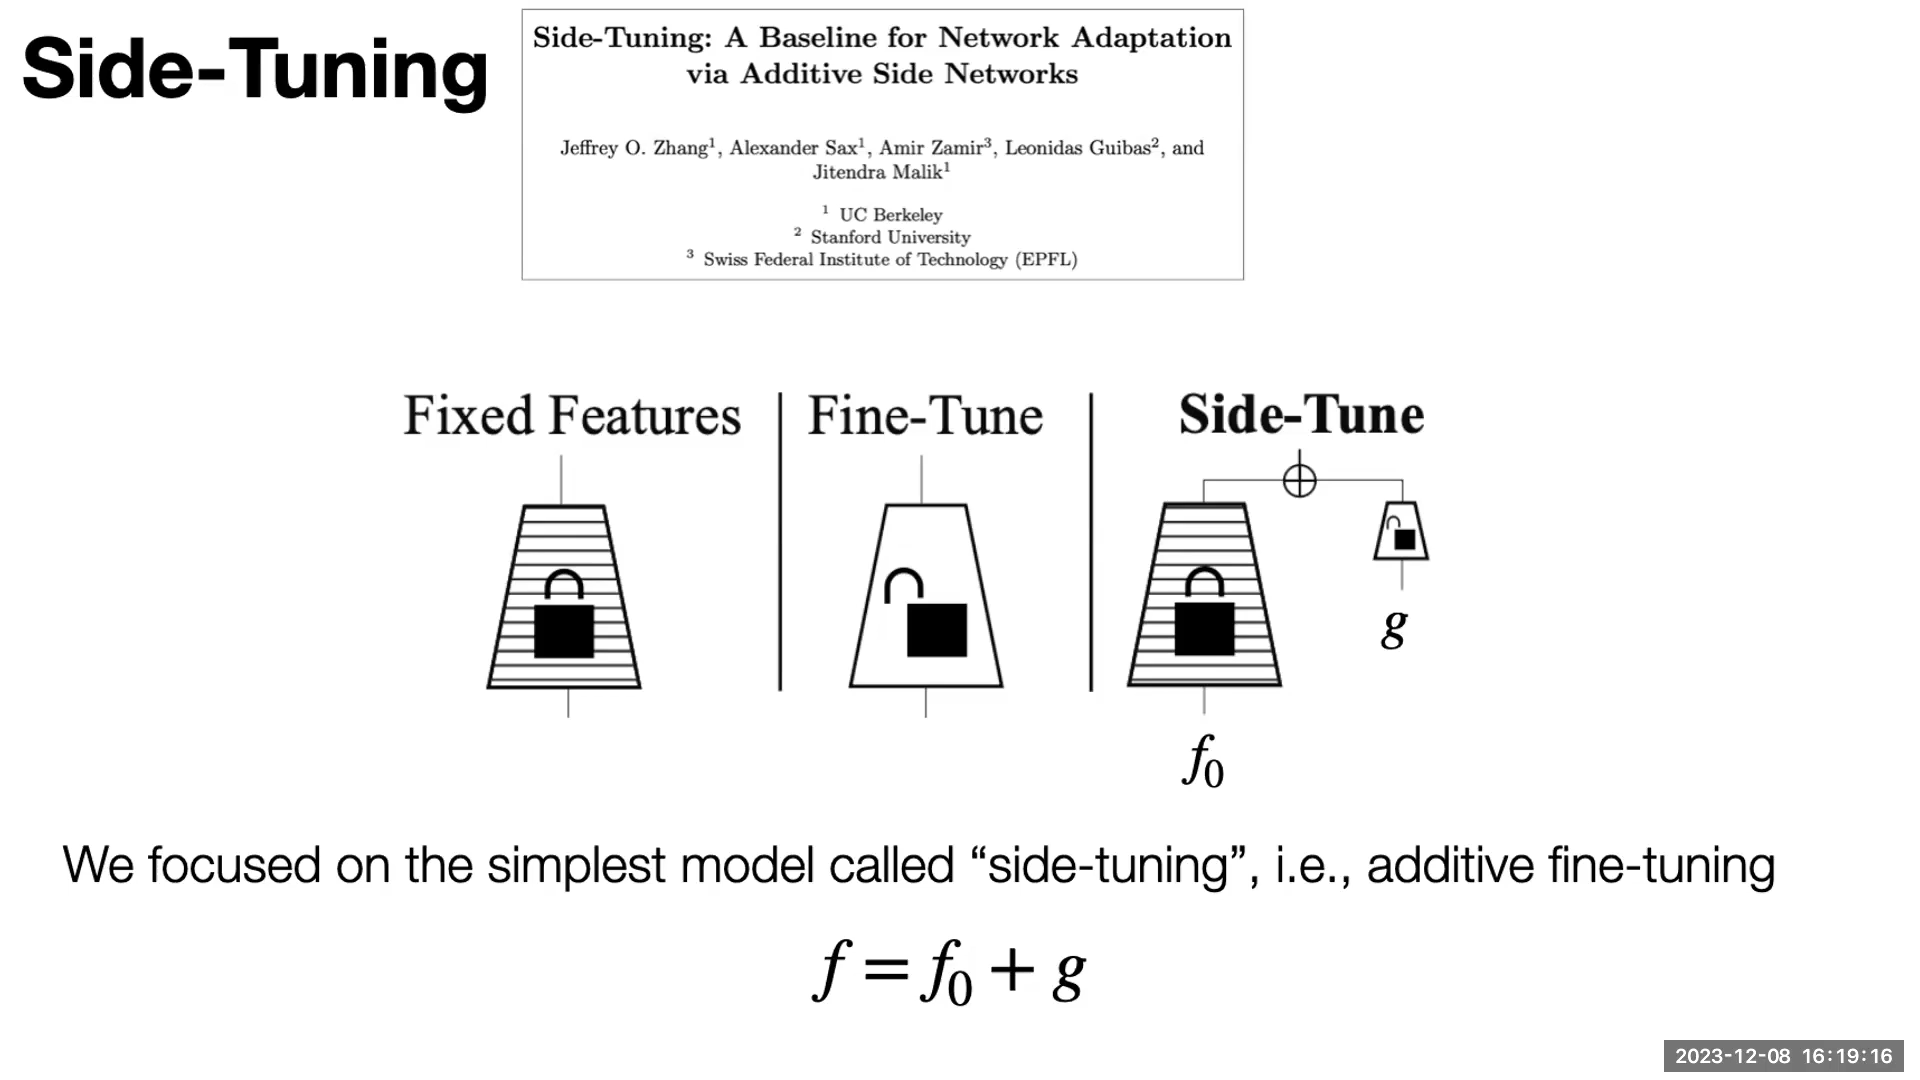 Side-Tuning
Side-Tuning: A Baseline for Network Adaptation
via Additive Side Networks
Jeffrey O. Zhang¹, Alexander Sax¹, Amir Zamir³, Leonidas Guibas², and
Jitendra Malik¹
¹ UC Berkeley
² Stanford University
³ Swiss Federal Institute of Technology (EPFL)
Fixed Features
Fine-Tune
Side-Tune
g
f₀
We focused on the simplest model called “side-tuning”, i.e., additive fine-tuning
f = f₀ + g
2023-12-08 16:19:16